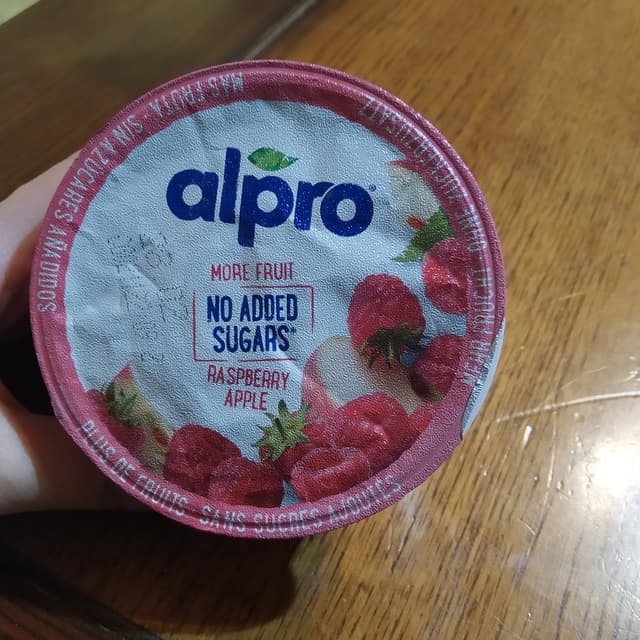 alpro
MORE FRUIT
NO ADDED
SUGARS*
RASPBERRY
APPLE
MÁS FRUTA · SIN AZÚCARES AÑADIDOS
PLUS DE FRUITS · SANS SUCRES AJOUTÉS